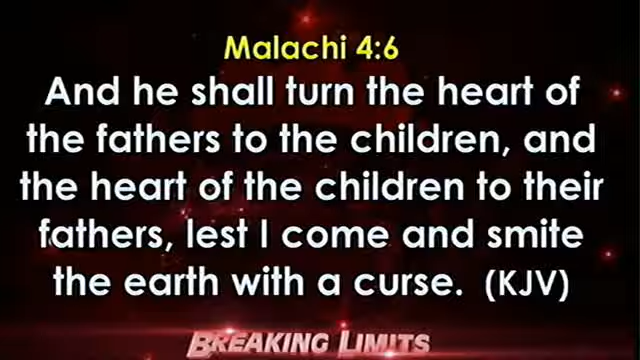 Malachi 4:6
And he shall turn the heart of
the fathers to the children, and
the heart of the children to their
fathers, lest I come and smite
the earth with a curse. (KJV)
BREAKING LIMITS